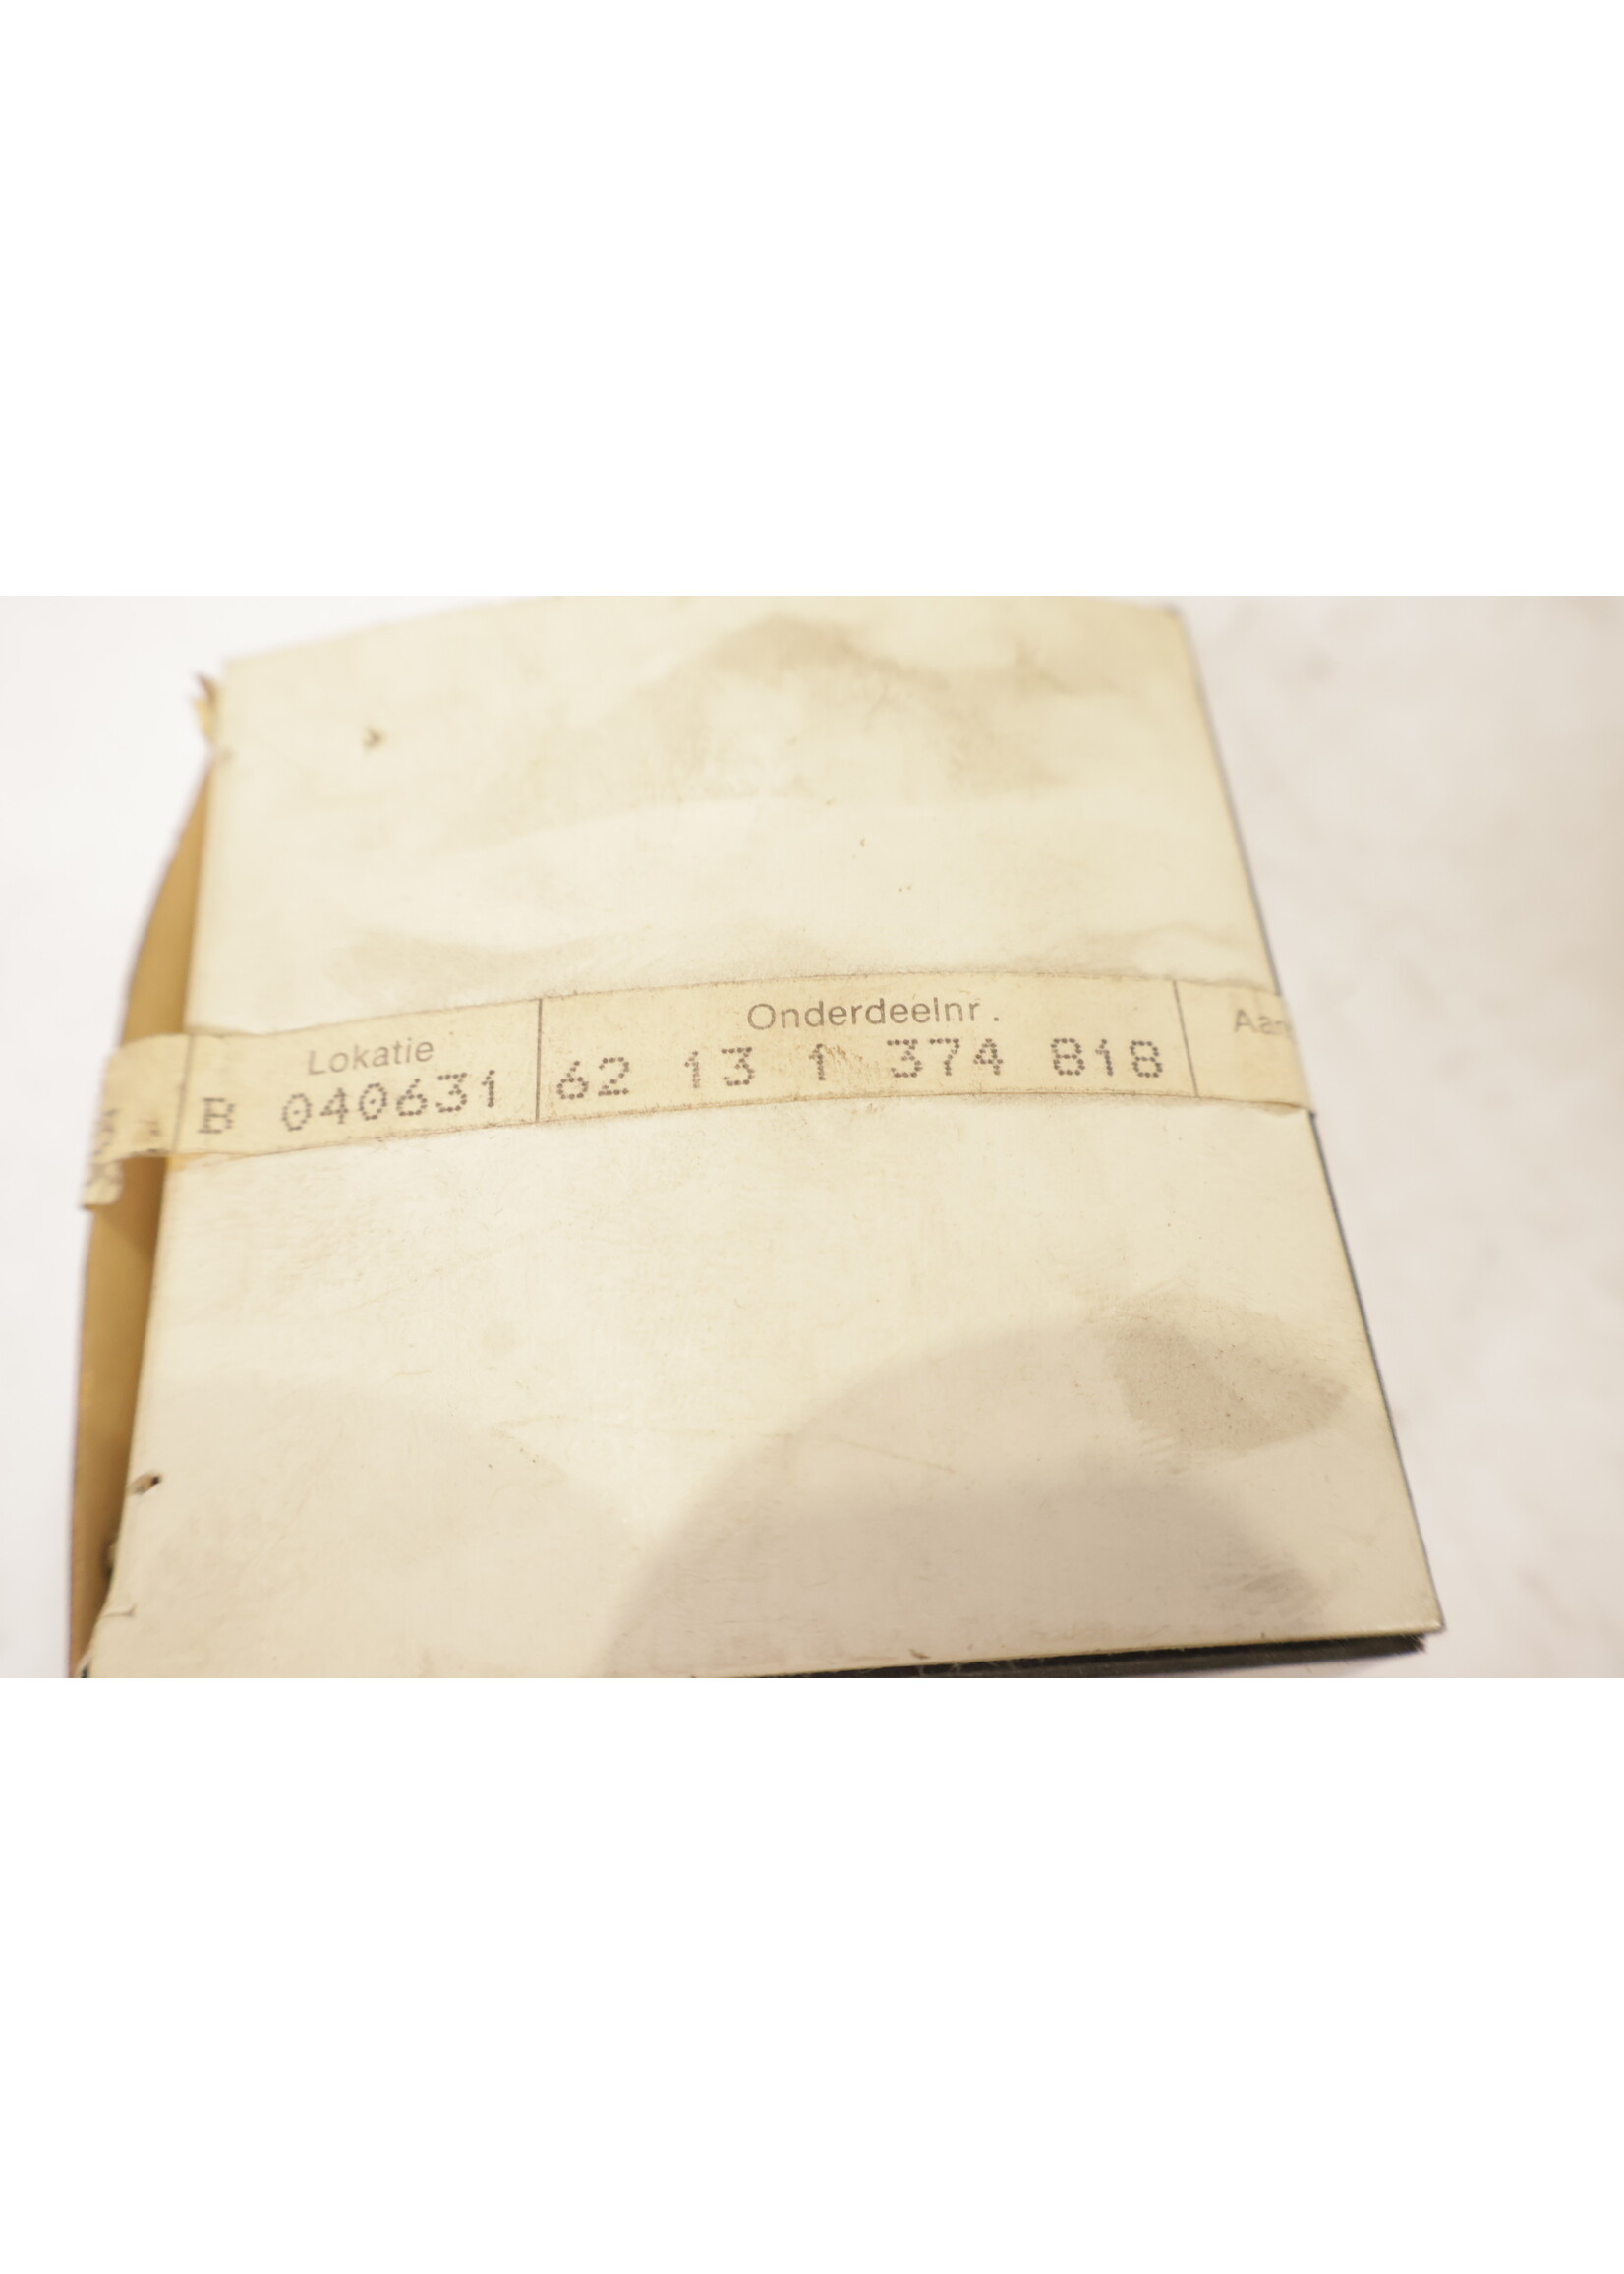 Lokatie
B 040631
Onderdeelnr.
62 13 1 374 818